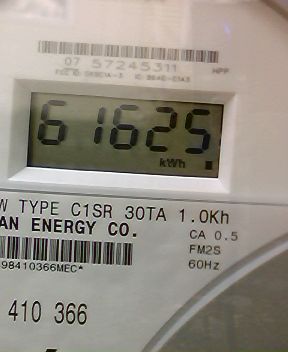 07 57245311
HPP
61625
kWh
W TYPE C1SR 30TA 1.0Kh
AN ENERGY CO.
CA 0.5
FM2S
98410366MEC*
60Hz
410 366